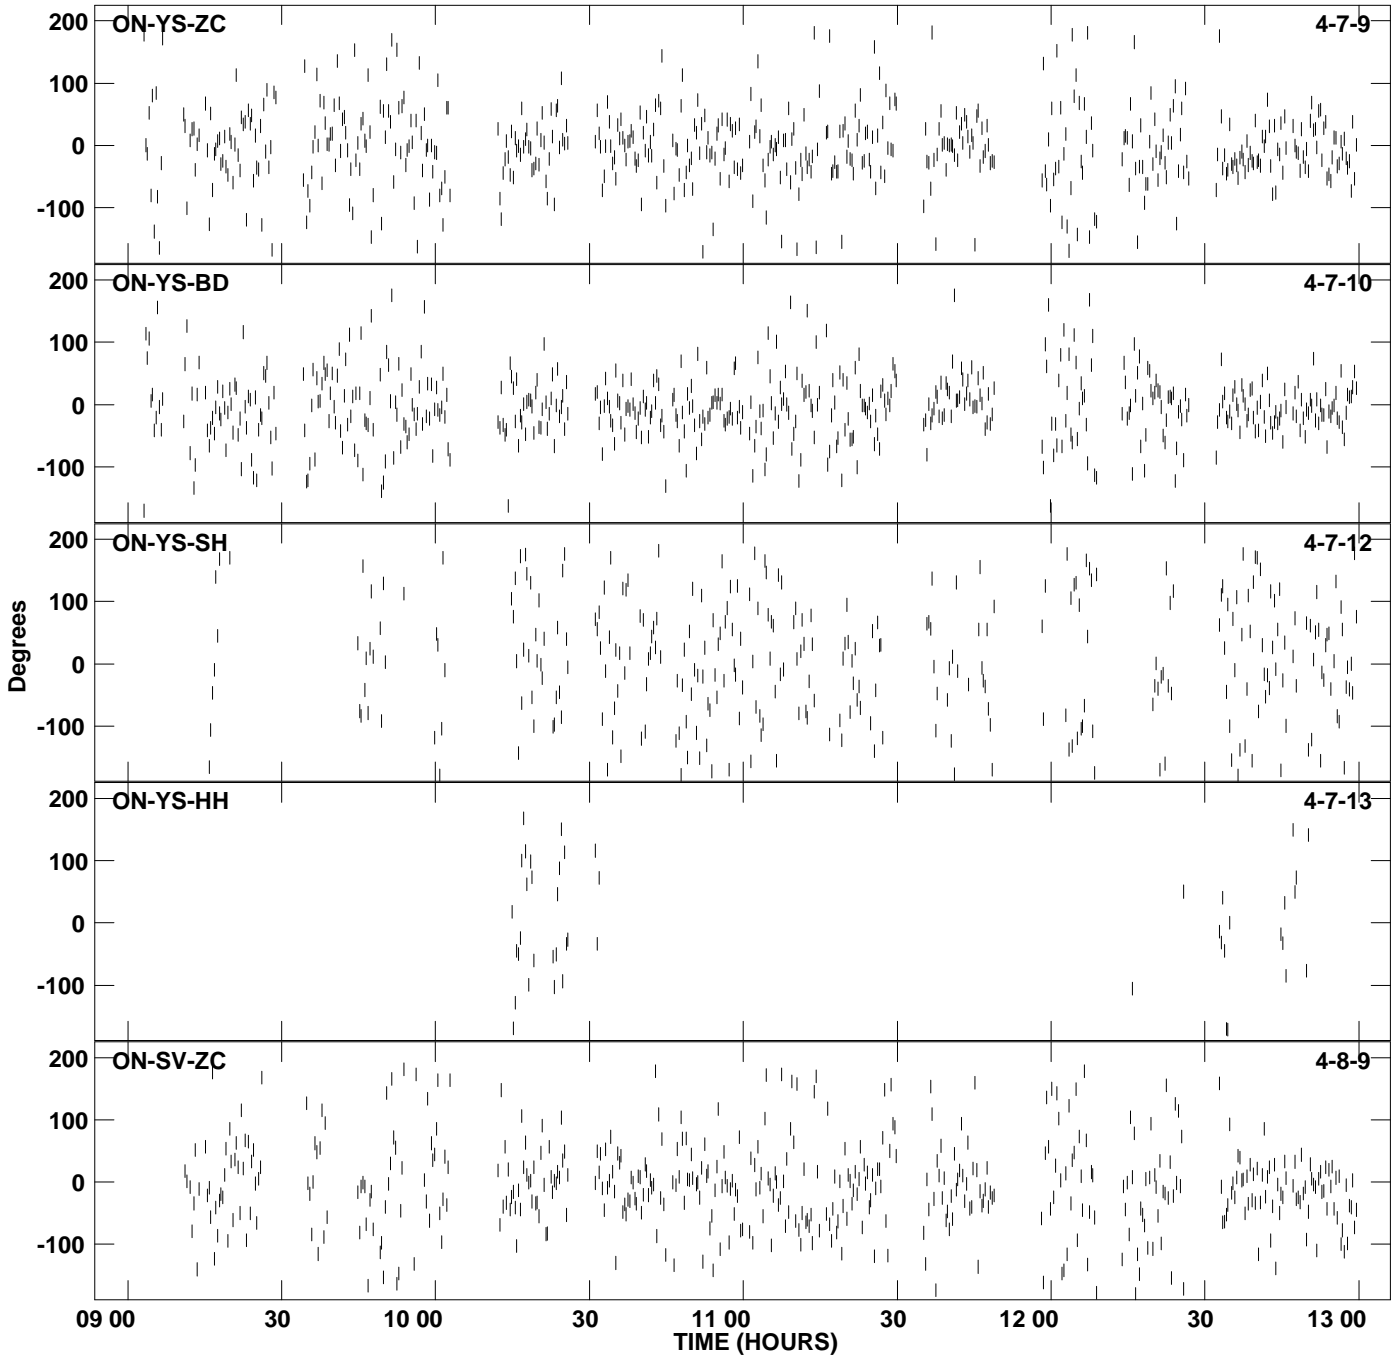 ON-YS-ZC 4-7-9
200
100
0
-100
ON-YS-BD 4-7-10
200
100
0
-100
ON-YS-SH 4-7-12
200
100
0
-100
Degrees
ON-YS-HH 4-7-13
200
100
0
-100
ON-SV-ZC 4-8-9
200
100
0
-100
09 00 30 10 00 30 11 00 30 12 00 30 13 00
TIME (HOURS)